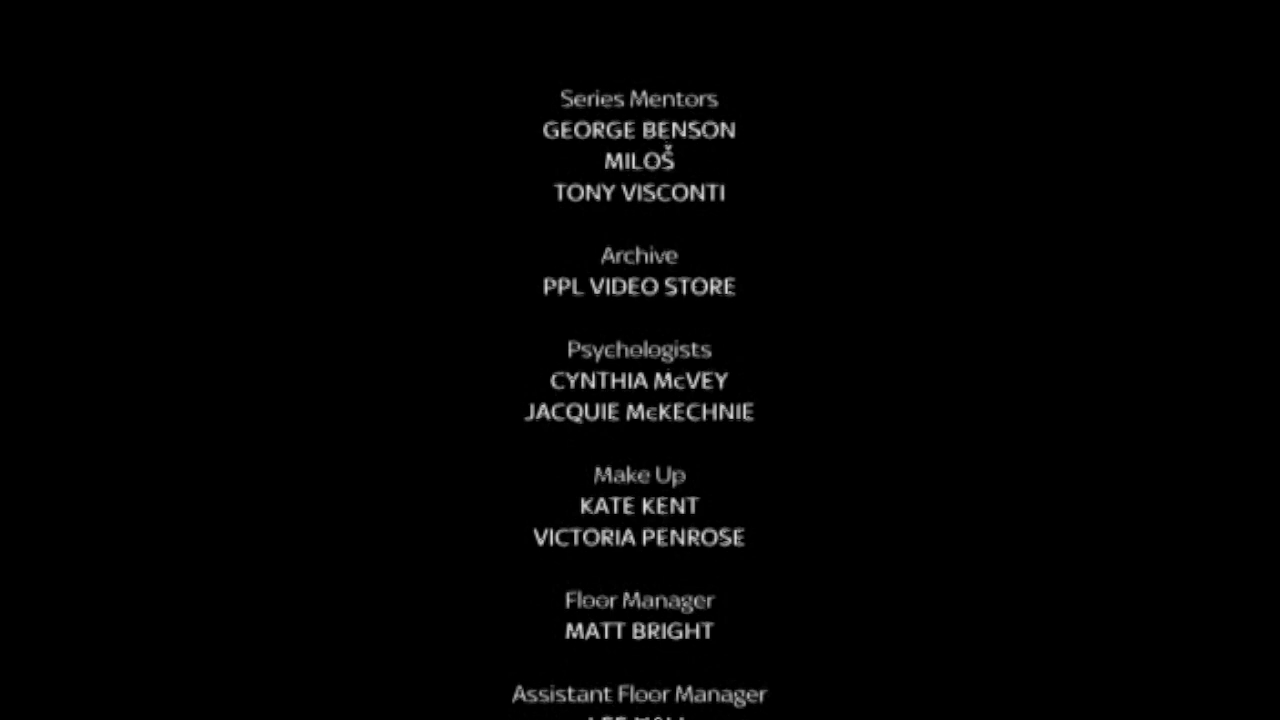 Series Mentors
GEORGE BENSON
MILOŠ
TONY VISCONTI
Archive
PPL VIDEO STORE
Psychologists
CYNTHIA McVEY
JACQUIE McKECHNIE
Make Up
KATE KENT
VICTORIA PENROSE
Floor Manager
MATT BRIGHT
Assistant Floor Manager